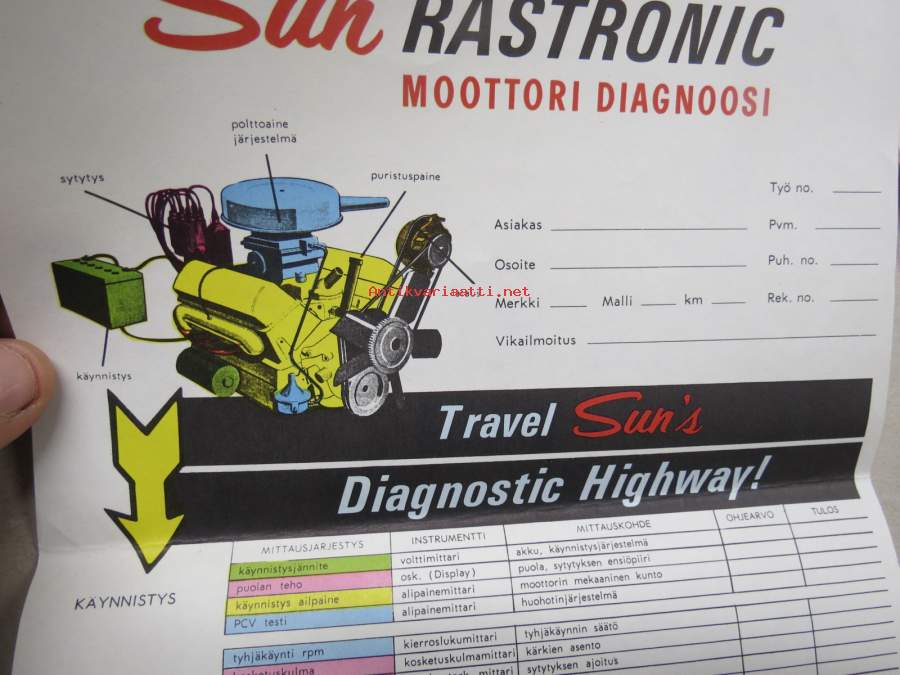 Sun RASTRONIC
MOOTTORI DIAGNOOSI
polttoaine
järjestelmä
sytytys
puristuspaine
käynnistys
Työ no.
Asiakas
Pvm.
Osoite
Puh. no.
Merkki
Malli
km
Rek. no.
Vikailmoitus
Antikvariaatti.net
Travel Sun's
Diagnostic Highway!
MITTAUSJÄRJESTYS INSTRUMENTTI MITTAUSKOHDE OHJEARVO TULOS
KÄYNNISTYS
käynnistysjännite volttimittari akku, käynnistysjärjestelmä
puolan teho osk. (Display) puola, sytytyksen ensiöpiiri
käynnistys alipaine alipainemittari moottorin mekaaninen kunto
PCV testi alipainemittari huohotinjärjestelmä
tyhjäkäynti rpm kierroslukumittari tyhjäkäynnin säätö
kosketuskulma kosketuskulmamittari kärkien asento
mittari sytytyksen ajoitus